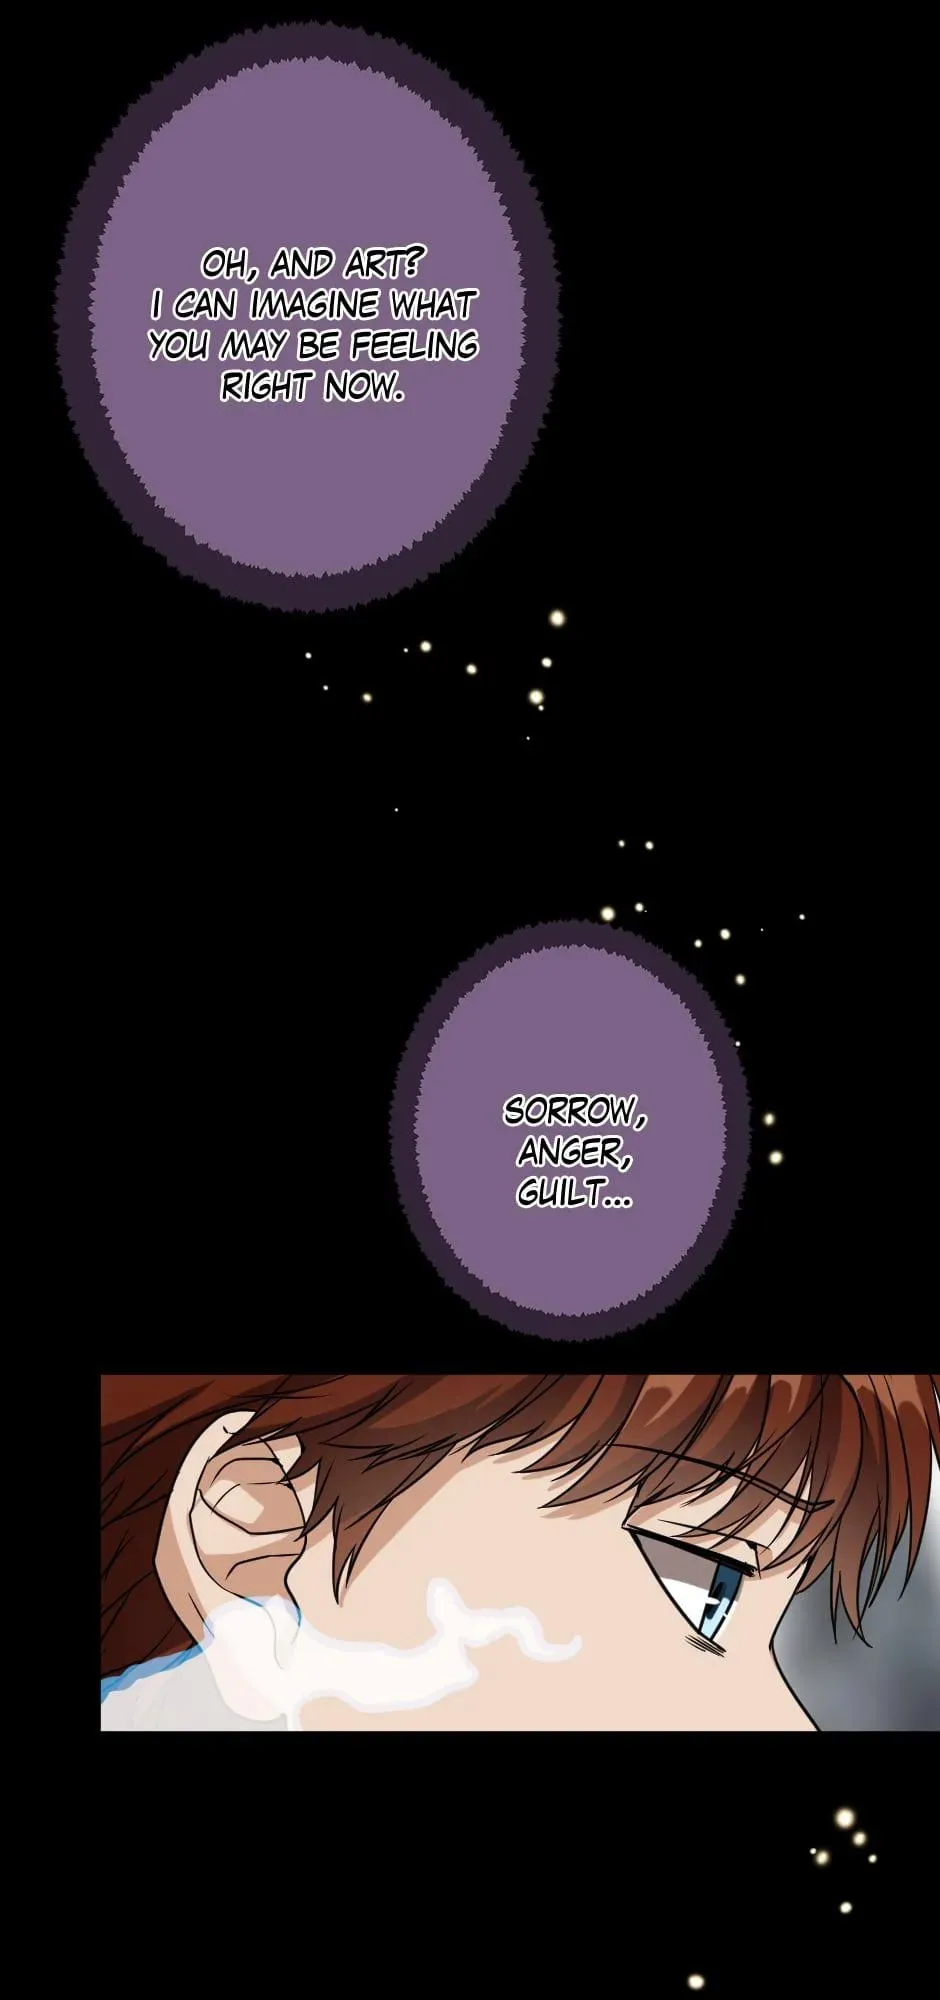 OH, AND ART?
I CAN IMAGINE WHAT
YOU MAY BE FEELING
RIGHT NOW.
SORROW,
ANGER,
GUILT...